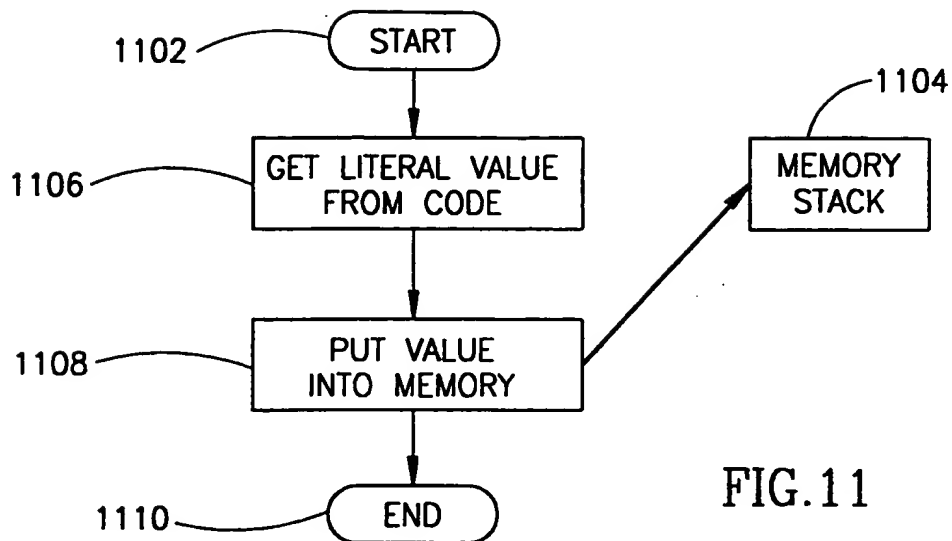 1102
START
1104
1106
GET LITERAL VALUE
FROM CODE
MEMORY
STACK
1108
PUT VALUE
INTO MEMORY
1110
END
FIG.11